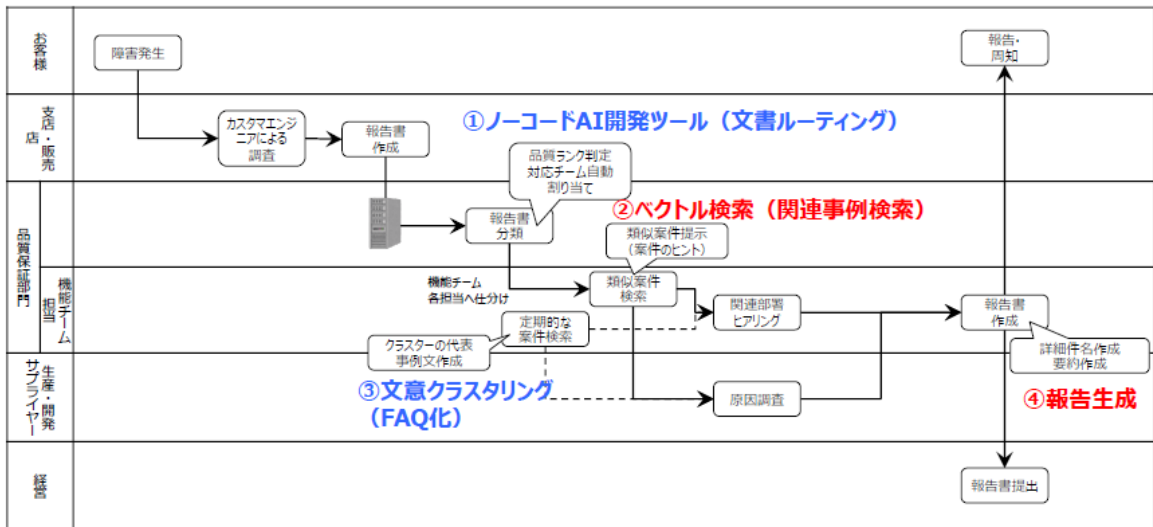 お客様
障害発生
報告・
周知
支店・販売
店
カスタマエンジ
ニアによる
調査
報告書
作成
①ノーコードAI開発ツール（文書ルーティング）
品質ランク判定
対応チーム自動
割り当て
品質保証部門
報告書
分類
②ベクトル検索（関連事例検索）
類似案件提示
（案件のヒント）
機能チーム
担当
機能チーム
各担当へ仕分け
類似案件
検索
関連部署
ヒアリング
報告書
作成
定期的な
案件検索
クラスターの代表
事例文作成
詳細件名作成
要約作成
生産・開発
サプライヤー
③文意クラスタリング
（FAQ化）
原因調査
④報告生成
経営
報告書提出